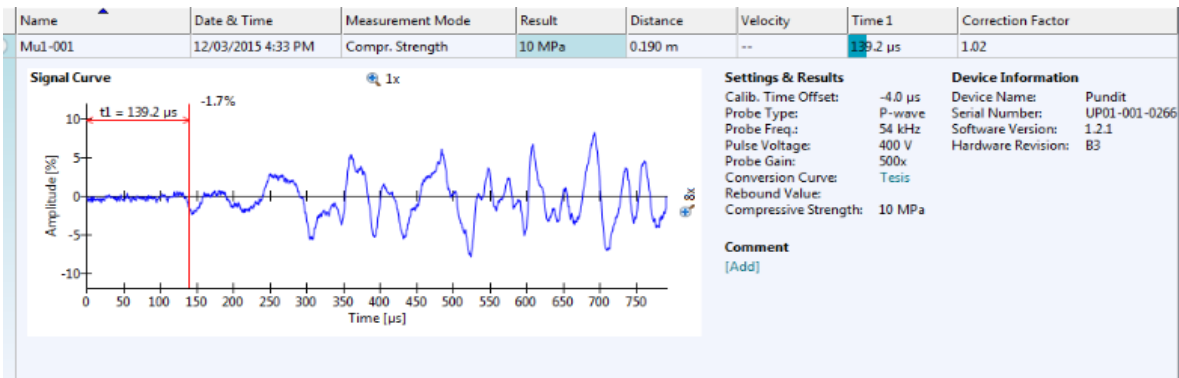 Name Date & Time Measurement Mode Result Distance Velocity Time 1 Correction Factor
Mu1-001 12/03/2015 4:33 PM Compr. Strength 10 MPa 0.190 m -- 139.2 µs 1.02
Signal Curve 1x
t1 = 139.2 µs -1.7%
10
5
0
-5
-10
Amplitude [%]
8x
0 50 100 150 200 250 300 350 400 450 500 550 600 650 700 750
Time [µs]
Settings & Results
Calib. Time Offset: -4.0 µs
Probe Type: P-wave
Probe Freq.: 54 kHz
Pulse Voltage: 400 V
Probe Gain: 500x
Conversion Curve: Tesis
Rebound Value:
Compressive Strength: 10 MPa
Comment
[Add]
Device Information
Device Name: Pundit
Serial Number: UP01-001-0266
Software Version: 1.2.1
Hardware Revision: B3